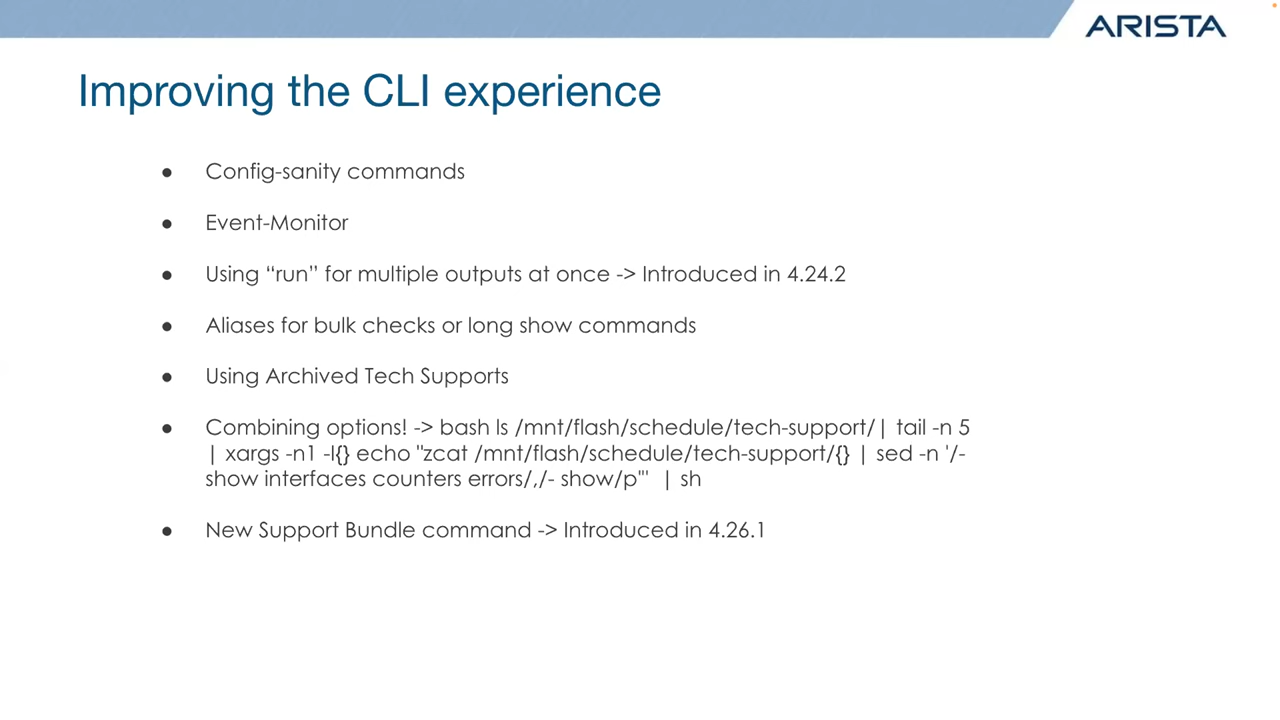 ARISTA
Improving the CLI experience
● Config-sanity commands
● Event-Monitor
● Using “run” for multiple outputs at once -> Introduced in 4.24.2
● Aliases for bulk checks or long show commands
● Using Archived Tech Supports
● Combining options! -> bash ls /mnt/flash/schedule/tech-support/| tail -n 5
| xargs -n1 -I{} echo "zcat /mnt/flash/schedule/tech-support/{} | sed -n '/-
show interfaces counters errors/,/- show/p'" | sh
● New Support Bundle command -> Introduced in 4.26.1